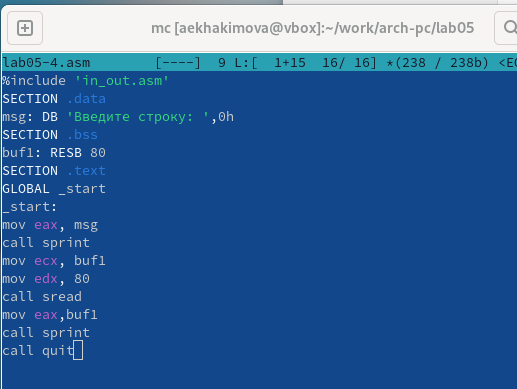 mc [aekhakimova@vbox]:~/work/arch-pc/lab05
lab05-4.asm [----] 9 L:[ 1+15 16/ 16] *(238 / 238b) <EO
%include 'in_out.asm'
SECTION .data
msg: DB 'Введите строку: ',0h
SECTION .bss
buf1: RESB 80
SECTION .text
GLOBAL _start
_start:
mov eax, msg
call sprint
mov ecx, buf1
mov edx, 80
call sread
mov eax,buf1
call sprint
call quit